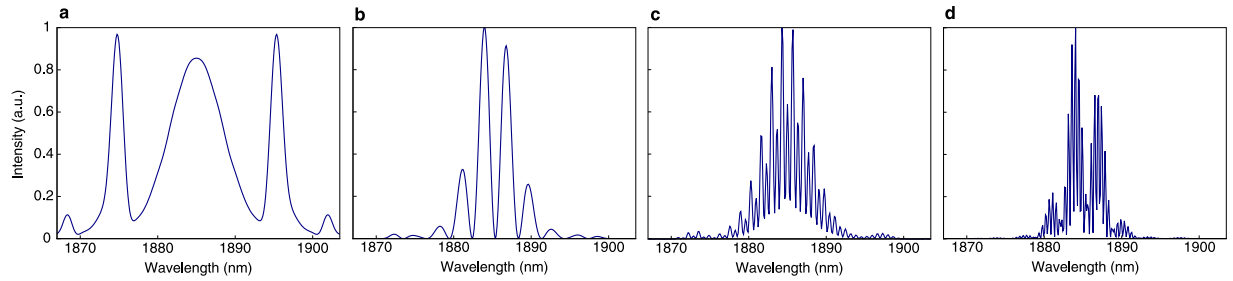 a b c d
1
0.8
0.6
0.4
0.2
0
Intensity (a.u.)
1870 1880 1890 1900 1870 1880 1890 1900 1870 1880 1890 1900 1870 1880 1890 1900
Wavelength (nm) Wavelength (nm) Wavelength (nm) Wavelength (nm)